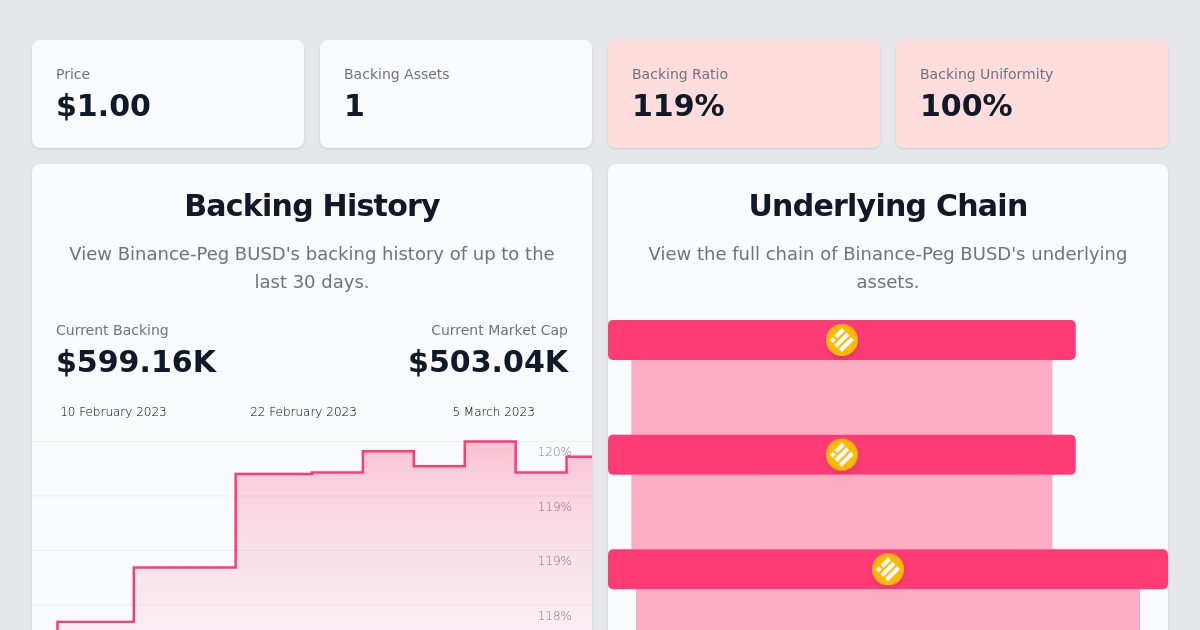 Price
$1.00
Backing Assets
1
Backing Ratio
119%
Backing Uniformity
100%
Backing History
View Binance-Peg BUSD's backing history of up to the
last 30 days.
Current Backing
$599.16K
Current Market Cap
$503.04K
10 February 2023
22 February 2023
5 March 2023
120%
119%
119%
118%
Underlying Chain
View the full chain of Binance-Peg BUSD's underlying
assets.